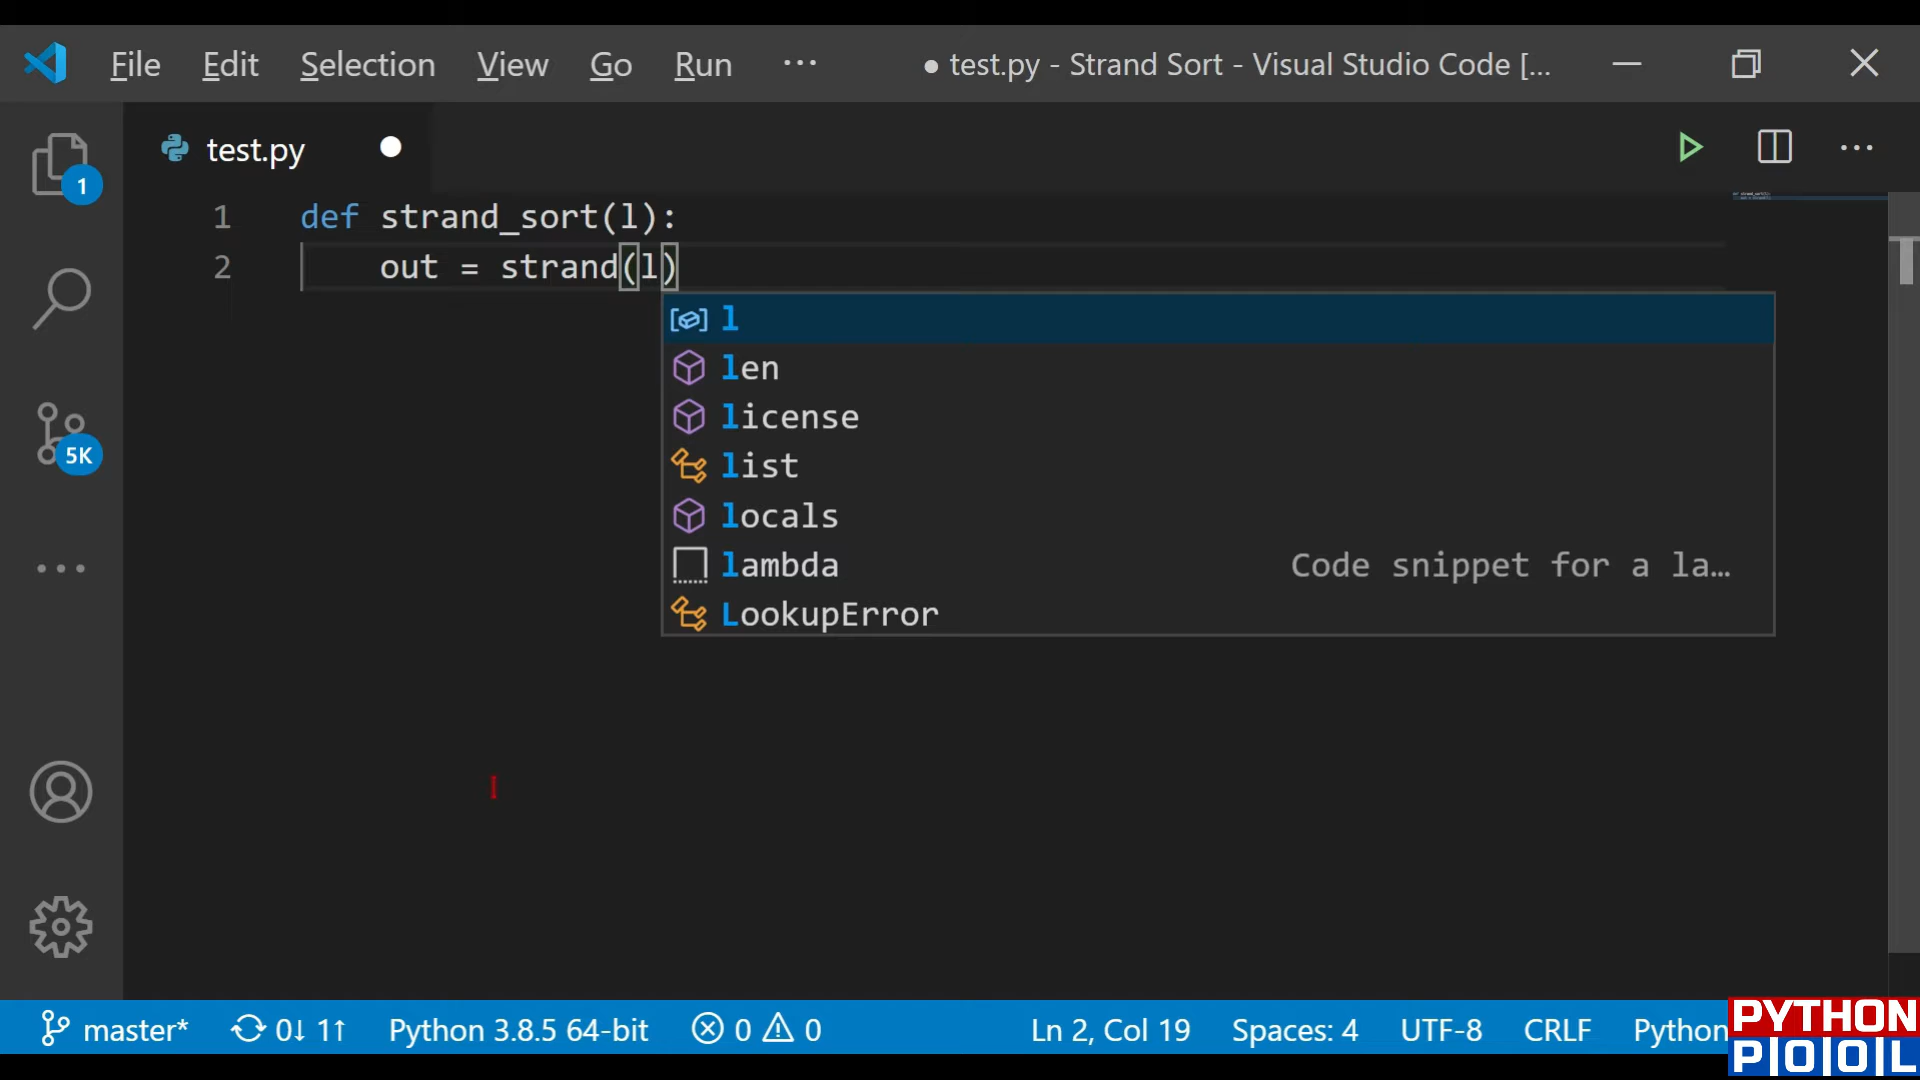 File Edit Selection View Go Run ··· ● test.py - Strand Sort - Visual Studio Code [...
test.py
1
1 def strand_sort(l):
2 out = strand(l)
l
len
license
list
locals
lambda Code snippet for a la...
LookupError
5K
master* 0↓ 1↑ Python 3.8.5 64-bit 0 0 Ln 2, Col 19 Spaces: 4 UTF-8 CRLF Python
PYTHON
P|O|O|L